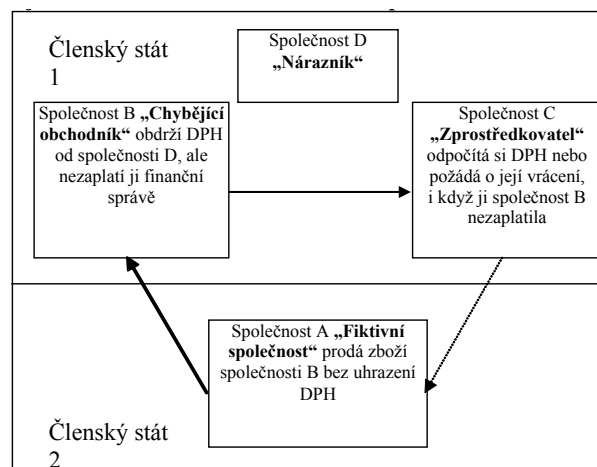 Členský stát
1
Společnost D
„Nárazník“
Společnost B „Chybějící
obchodník“ obdrží DPH
od společnosti D, ale
nezaplatí ji finanční
správě
Společnost C
„Zprostředkovatel“
odpočítá si DPH nebo
požádá o její vrácení,
i když ji společnost B
nezaplatila
Společnost A „Fiktivní
společnost“ prodá zboží
společnosti B bez uhrazení
DPH
Členský stát
2